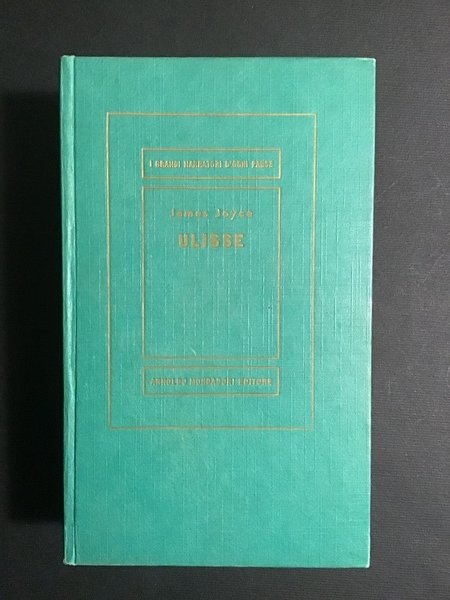 I GRANDI NARRATORI D'OGNI PAESE
James Joyce
ULISSE
ARNOLDO MONDADORI EDITORE